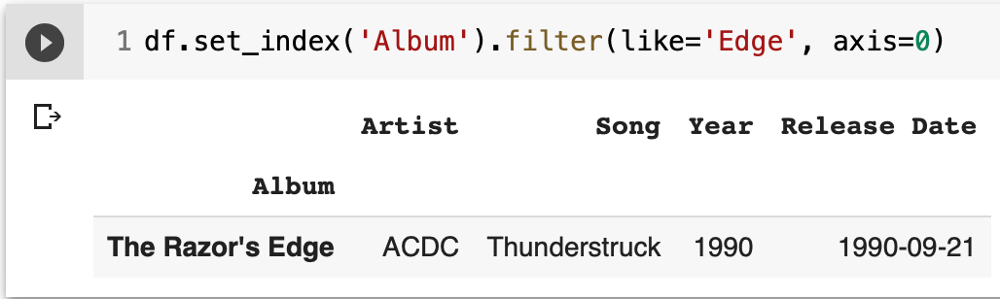 1 df.set_index('Album').filter(like='Edge', axis=0)
Artist Song Year Release Date
Album
The Razor's Edge ACDC Thunderstruck 1990 1990-09-21